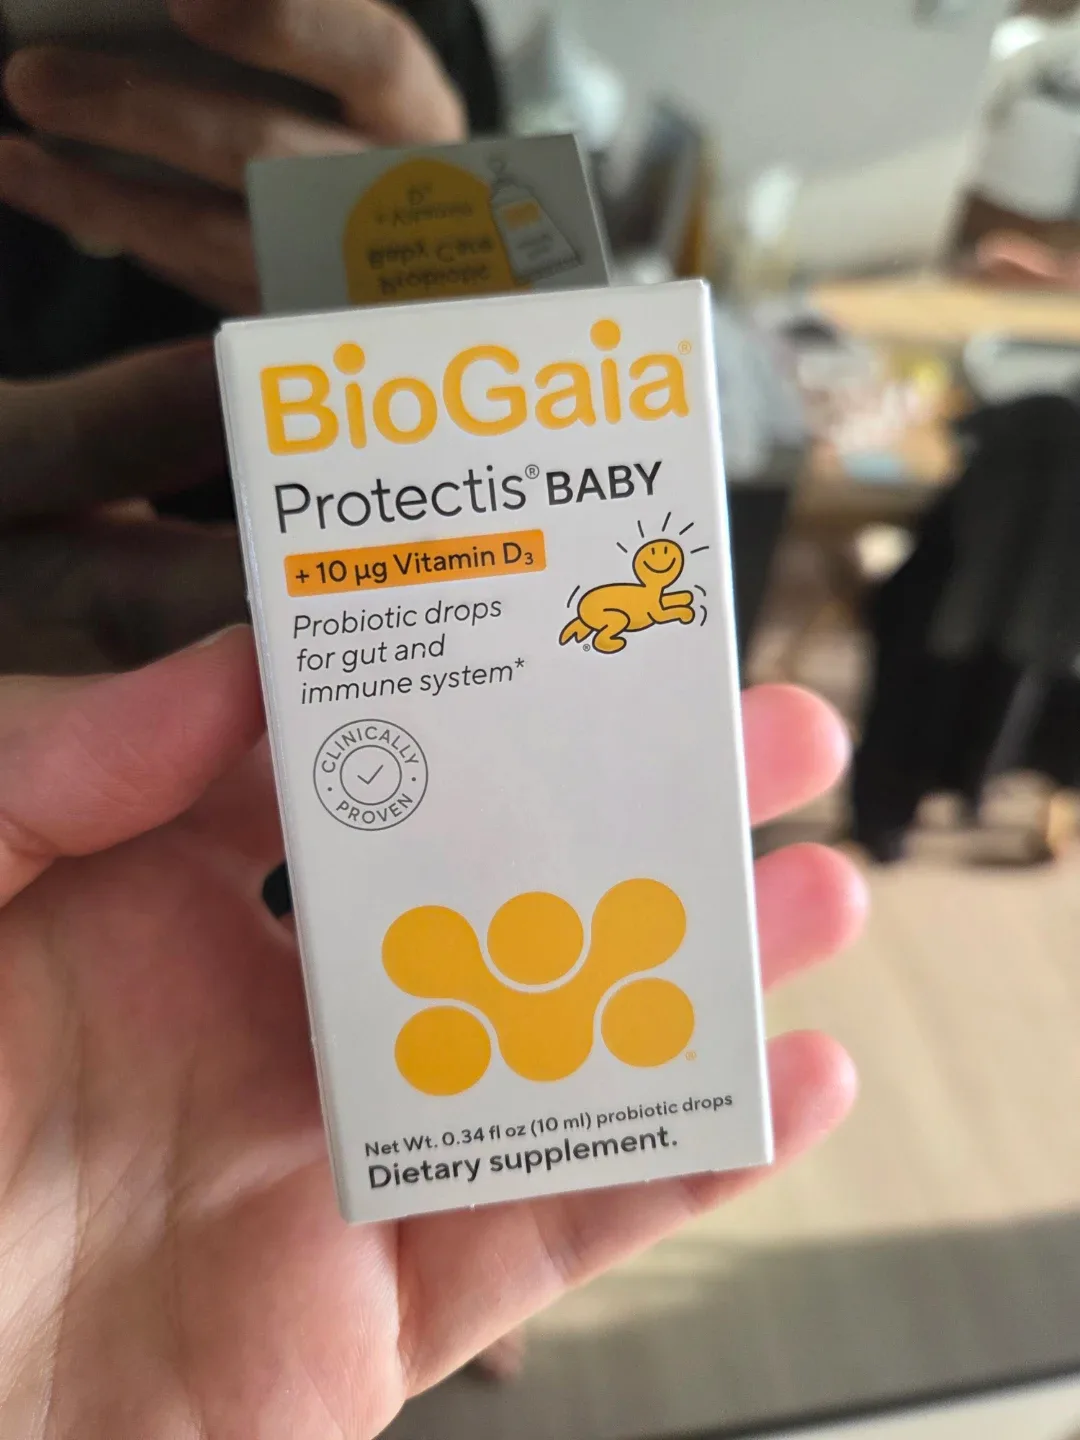 BioGaia®
Protectis® BABY
+ 10 µg Vitamin D₃
Probiotic drops
for gut and
immune system*
CLINICALLY
PROVEN
®
®
Net Wt. 0.34 fl oz (10 ml) probiotic drops
Dietary supplement.